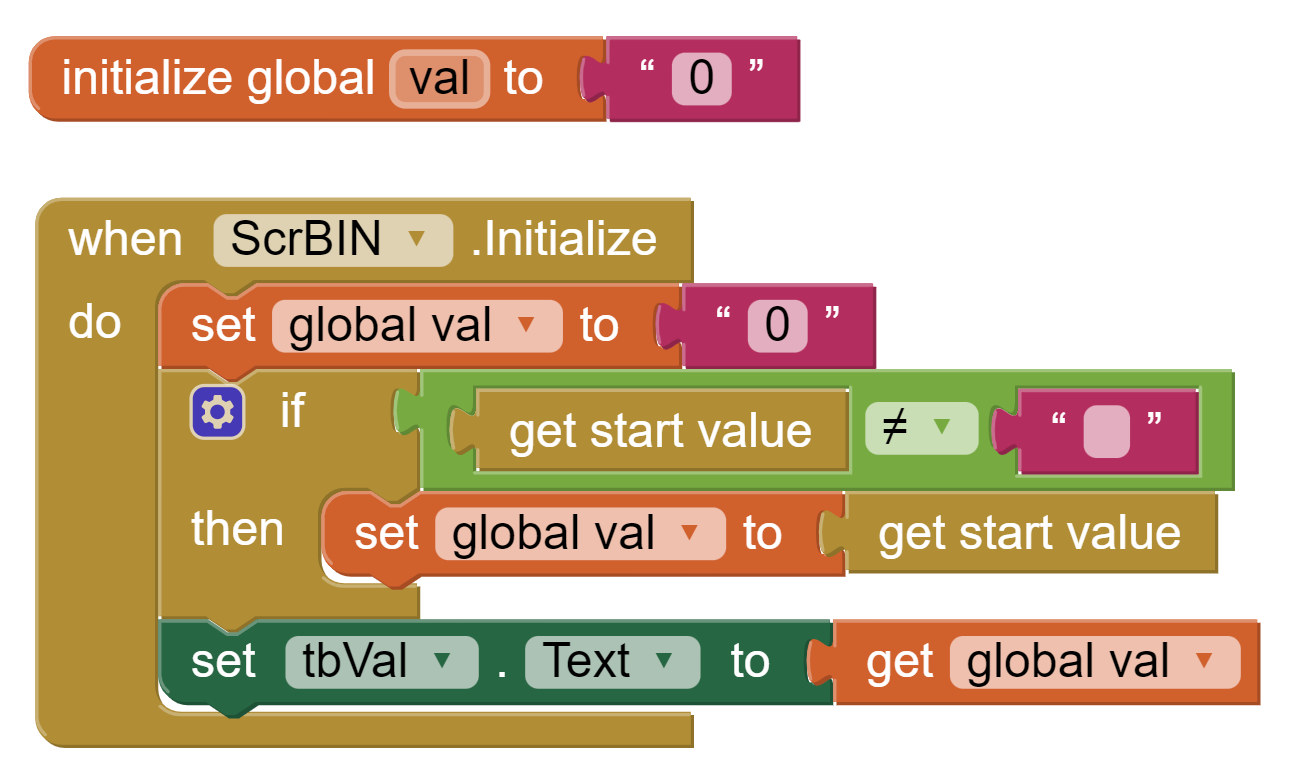 initialize global val to “ 0 ”
when ScrBIN .Initialize
do set global val to “ 0 ”
if get start value ≠ “ ”
then set global val to get start value
set tbVal . Text to get global val